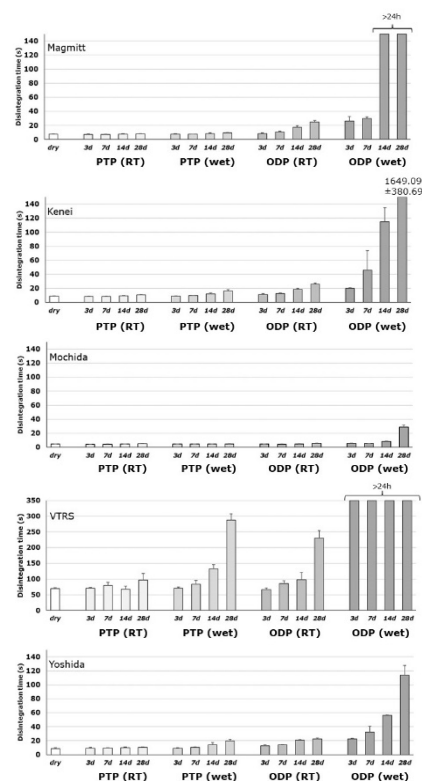 >24h
Magmitt
Disintegration time (s)
140
120
100
80
60
40
20
0
dry 3d 7d 14d 28d 3d 7d 14d 28d 3d 7d 14d 28d 3d 7d 14d 28d
PTP (RT) PTP (wet) ODP (RT) ODP (wet)
1649.09
±380.69
Kenei
Disintegration time (s)
140
120
100
80
60
40
20
0
dry 3d 7d 14d 28d 3d 7d 14d 28d 3d 7d 14d 28d 3d 7d 14d 28d
PTP (RT) PTP (wet) ODP (RT) ODP (wet)
Mochida
Disintegration time (s)
140
120
100
80
60
40
20
0
dry 3d 7d 14d 28d 3d 7d 14d 28d 3d 7d 14d 28d 3d 7d 14d 28d
PTP (RT) PTP (wet) ODP (RT) ODP (wet)
>24h
VTRS
Disintegration time (s)
350
300
250
200
150
100
50
0
dry 3d 7d 14d 28d 3d 7d 14d 28d 3d 7d 14d 28d 3d 7d 14d 28d
PTP (RT) PTP (wet) ODP (RT) ODP (wet)
Yoshida
Disintegration time (s)
140
120
100
80
60
40
20
0
dry 3d 7d 14d 28d 3d 7d 14d 28d 3d 7d 14d 28d 3d 7d 14d 28d
PTP (RT) PTP (wet) ODP (RT) ODP (wet)